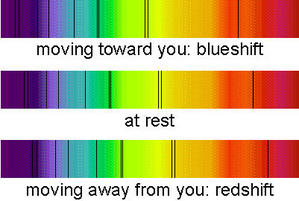 moving toward you: blueshift
at rest
moving away from you: redshift